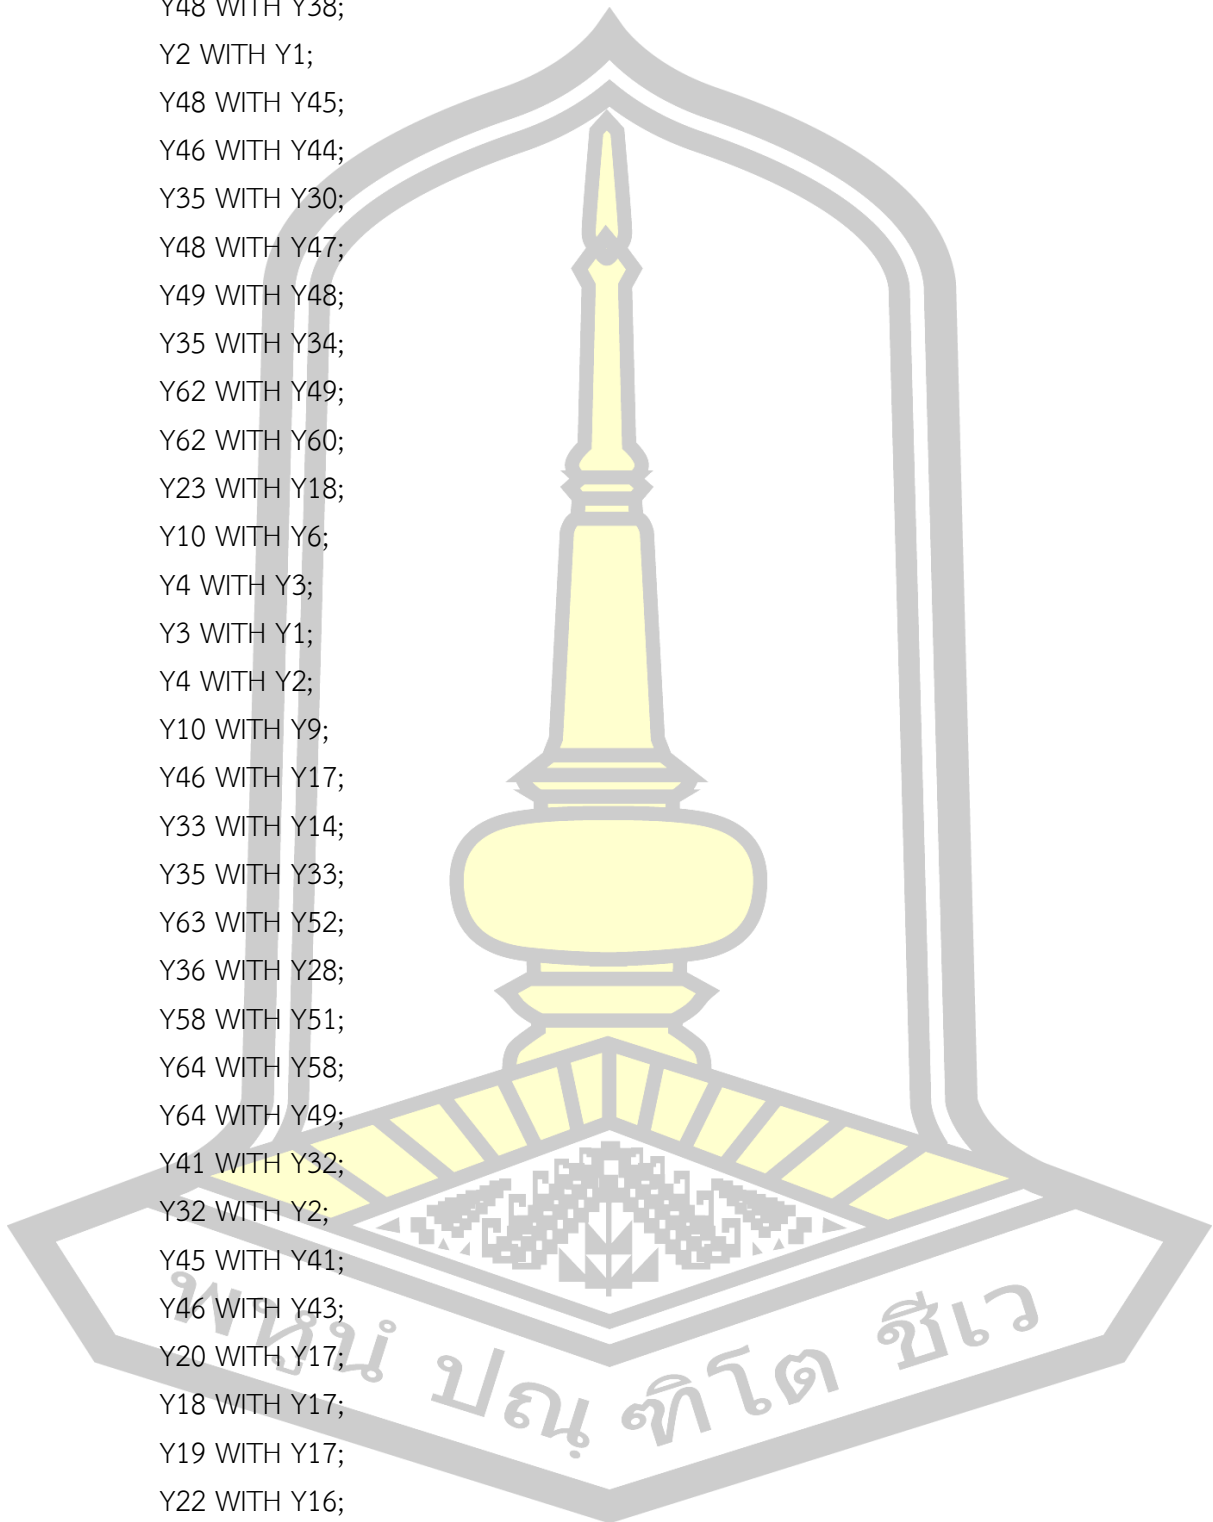 Y48 WITH Y38;
Y2 WITH Y1;
Y48 WITH Y45;
Y46 WITH Y44;
Y35 WITH Y30;
Y48 WITH Y47;
Y49 WITH Y48;
Y35 WITH Y34;
Y62 WITH Y49;
Y62 WITH Y60;
Y23 WITH Y18;
Y10 WITH Y6;
Y4 WITH Y3;
Y3 WITH Y1;
Y4 WITH Y2;
Y10 WITH Y9;
Y46 WITH Y17;
Y33 WITH Y14;
Y35 WITH Y33;
Y63 WITH Y52;
Y36 WITH Y28;
Y58 WITH Y51;
Y64 WITH Y58;
Y64 WITH Y49;
Y41 WITH Y32;
Y32 WITH Y2;
Y45 WITH Y41;
Y46 WITH Y43;
Y20 WITH Y17;
Y18 WITH Y17;
Y19 WITH Y17;
Y22 WITH Y16;
พหูนํ ปณฺฑิโต ชีเว